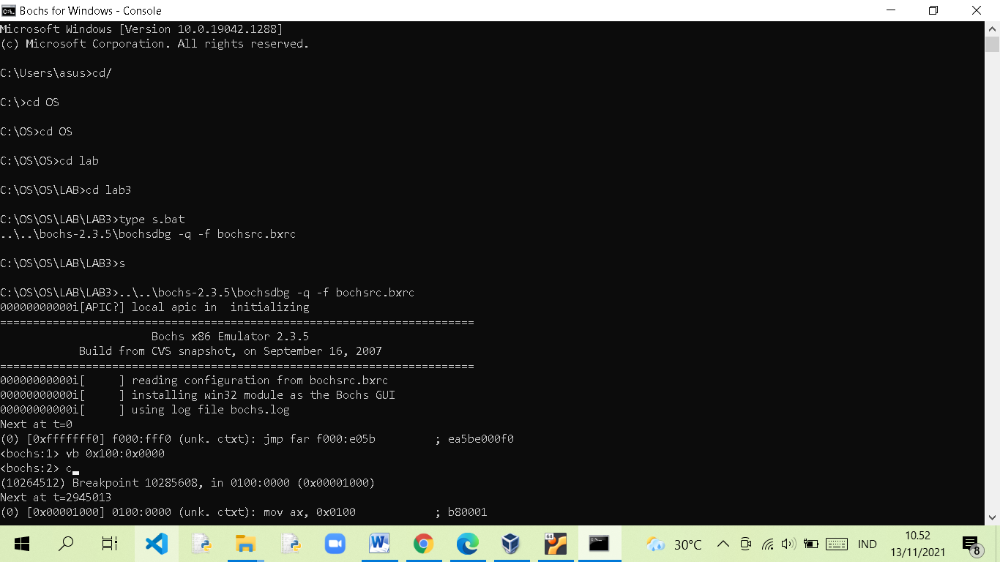 Bochs for Windows - Console
Microsoft Windows [Version 10.0.19042.1288]
(c) Microsoft Corporation. All rights reserved.
C:\Users\asus>cd/
C:\>cd OS
C:\OS>cd OS
C:\OS\OS>cd lab
C:\OS\OS\LAB>cd lab3
C:\OS\OS\LAB\LAB3>type s.bat
..\..\bochs-2.3.5\bochsdbg -q -f bochsrc.bxrc
C:\OS\OS\LAB\LAB3>s
C:\OS\OS\LAB\LAB3>..\..\bochs-2.3.5\bochsdbg -q -f bochsrc.bxrc
00000000000i[APIC?] local apic in  initializing
========================================================================
Bochs x86 Emulator 2.3.5
Build from CVS snapshot, on September 16, 2007
========================================================================
00000000000i[     ] reading configuration from bochsrc.bxrc
00000000000i[     ] installing win32 module as the Bochs GUI
00000000000i[     ] using log file bochs.log
Next at t=0
(0) [0xfffffff0] f000:fff0 (unk. ctxt): jmp far f000:e05b         ; ea5be000f0
<bochs:1> vb 0x100:0x0000
<bochs:2> c
(10264512) Breakpoint 10285608, in 0100:0000 (0x00001000)
Next at t=2945013
(0) [0x00001000] 0100:0000 (unk. ctxt): mov ax, 0x0100            ; b80001
64
30°C
IND
10.52
13/11/2021
8